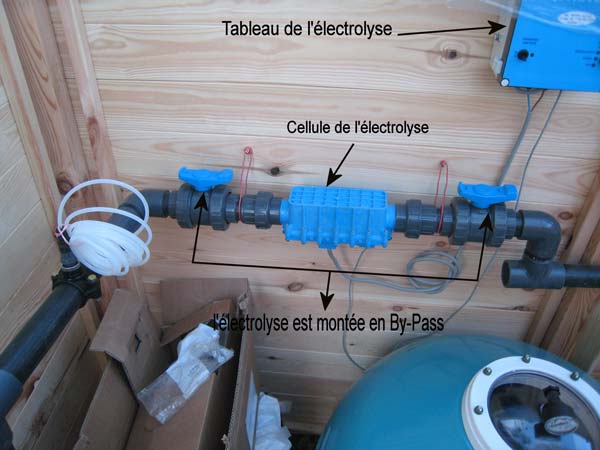 Tableau de l'électrolyse
Cellule de l'électrolyse
l'électrolyse est montée en By-Pass